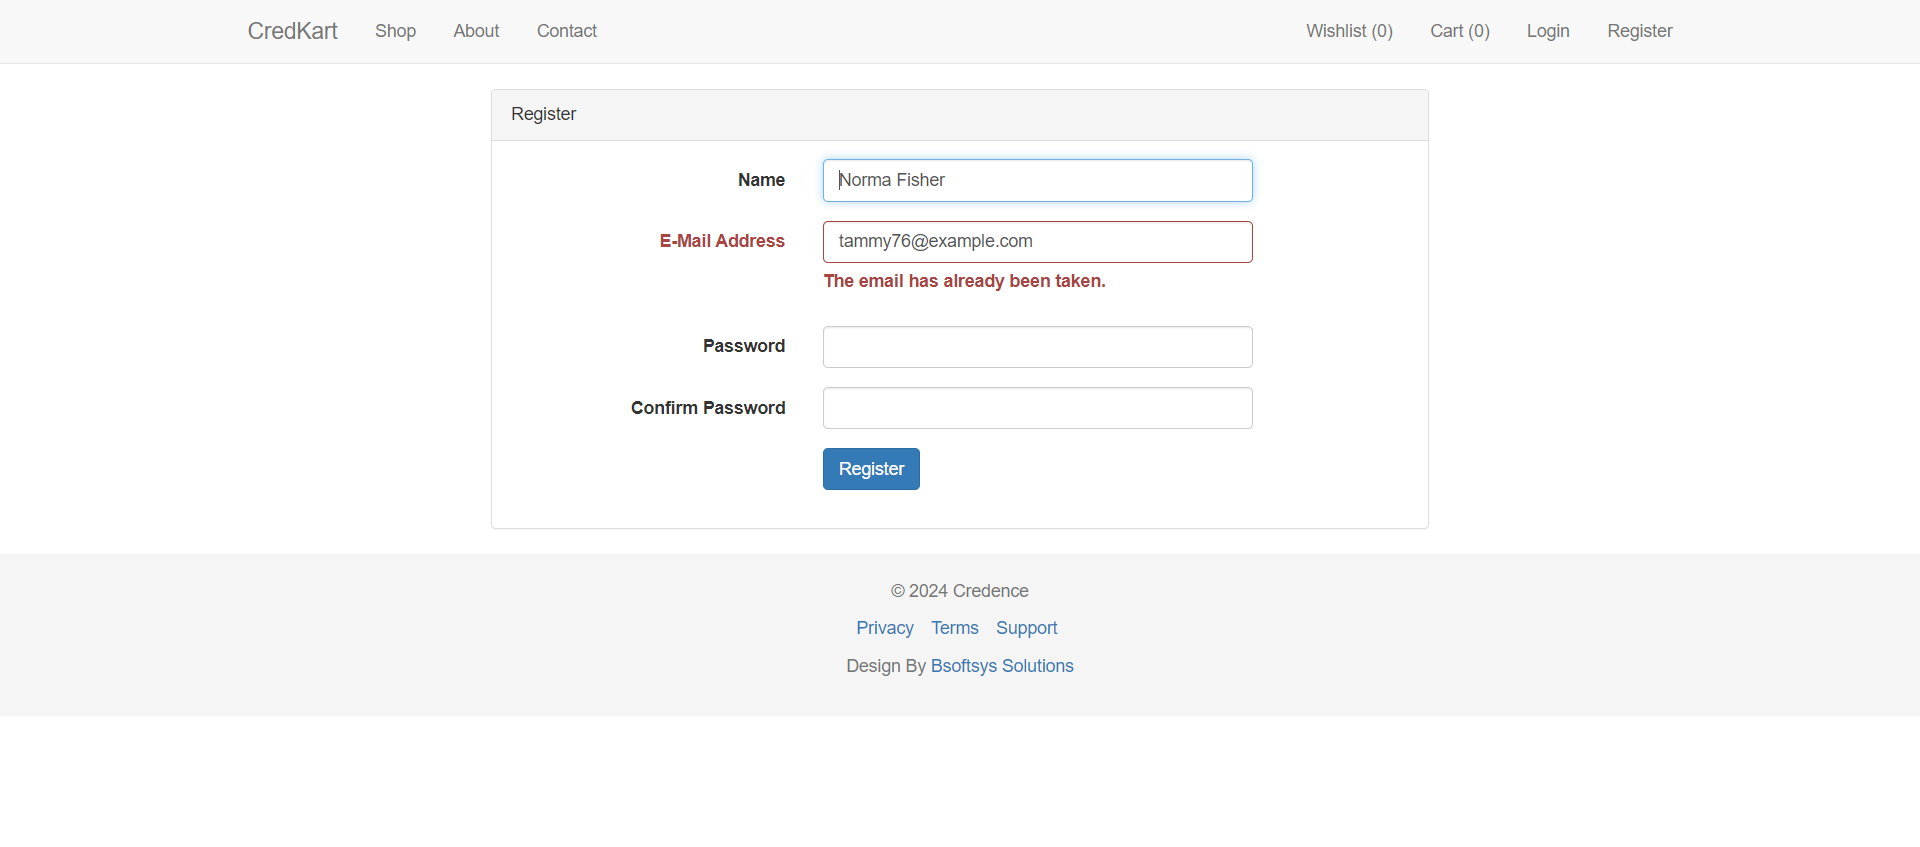 CredKart Shop About Contact Wishlist (0) Cart (0) Login Register
Register
Name Norma Fisher
E-Mail Address tammy76@example.com
The email has already been taken.
Password
Confirm Password
Register
© 2024 Credence
Privacy Terms Support
Design By Bsoftsys Solutions